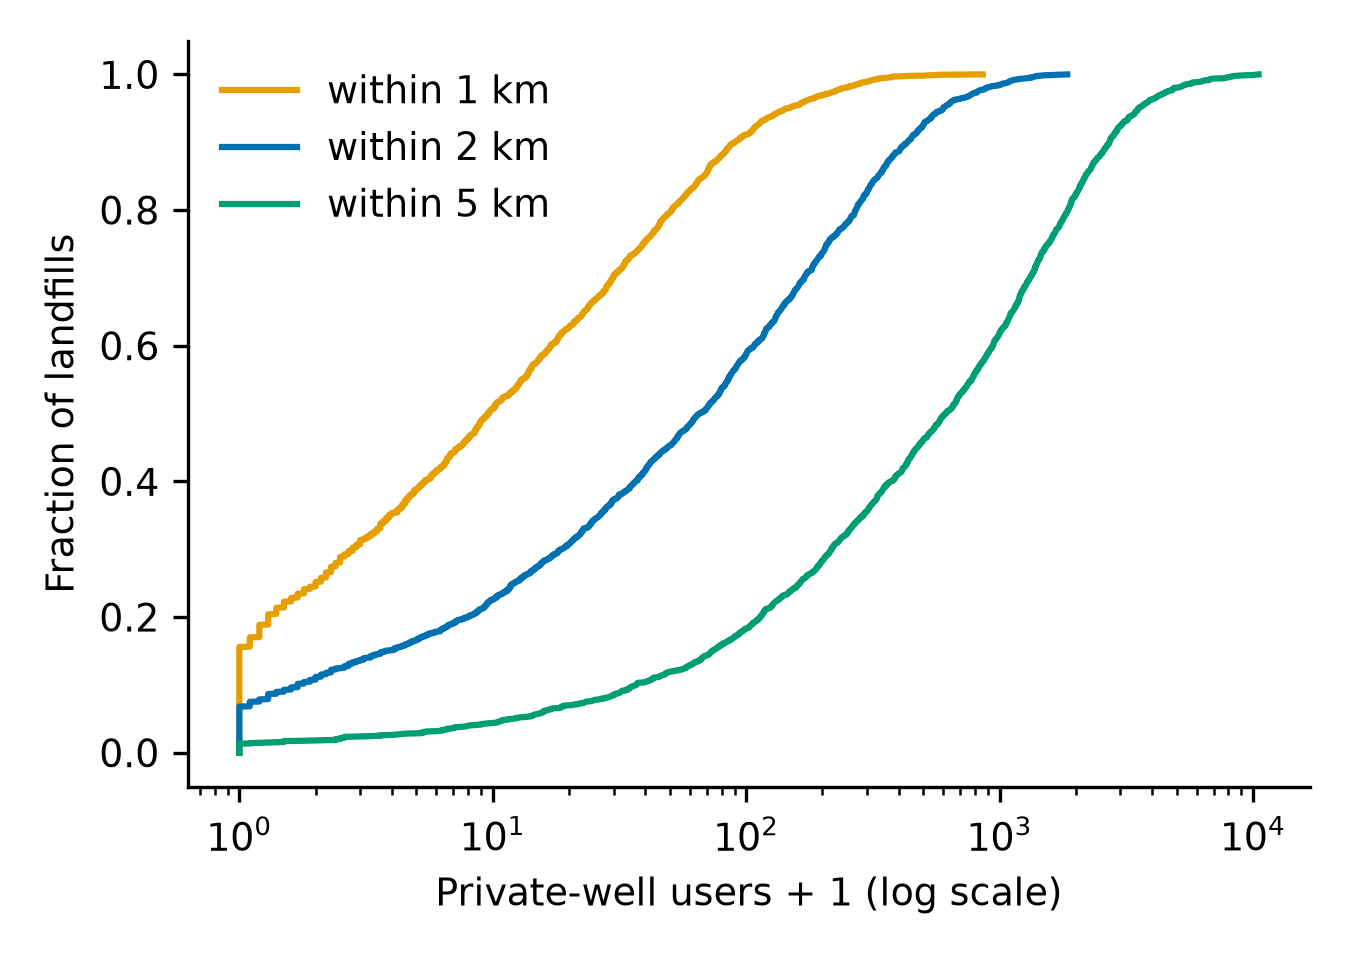 1.0
0.8
0.6
0.4
0.2
0.0
Fraction of landfills
within 1 km
within 2 km
within 5 km
10⁰
10¹
10²
10³
10⁴
Private-well users + 1 (log scale)